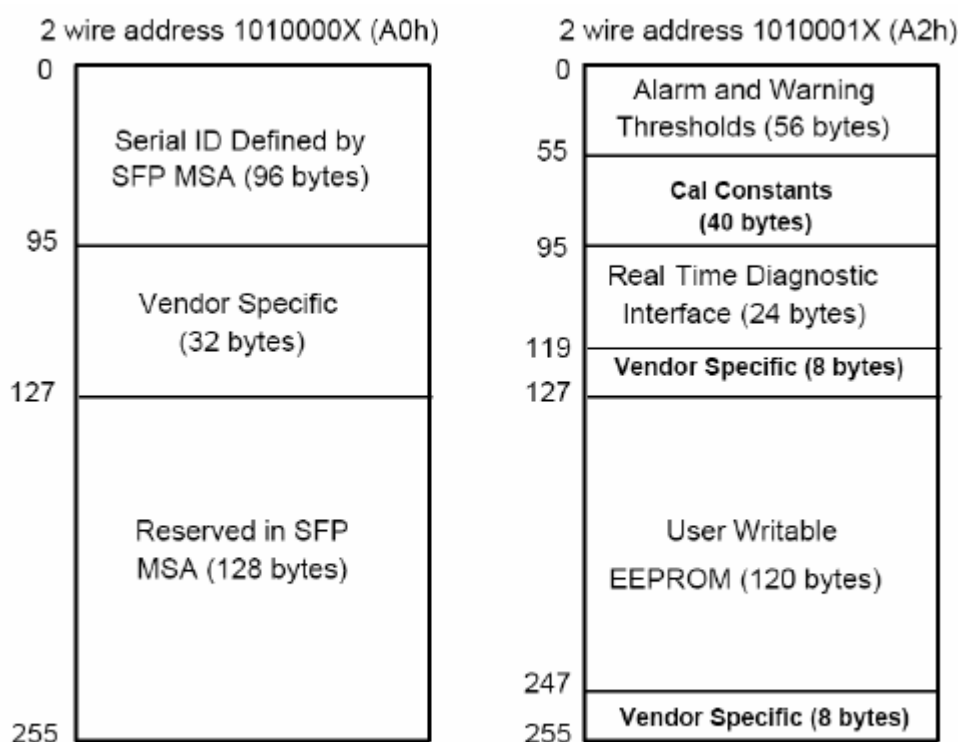 2 wire address 1010000X (A0h)
0
Serial ID Defined by
SFP MSA (96 bytes)
95
Vendor Specific
(32 bytes)
127
Reserved in SFP
MSA (128 bytes)
255
2 wire address 1010001X (A2h)
0
Alarm and Warning
Thresholds (56 bytes)
55
Cal Constants
(40 bytes)
95
Real Time Diagnostic
Interface (24 bytes)
119
Vendor Specific (8 bytes)
127
User Writable
EEPROM (120 bytes)
247
Vendor Specific (8 bytes)
255